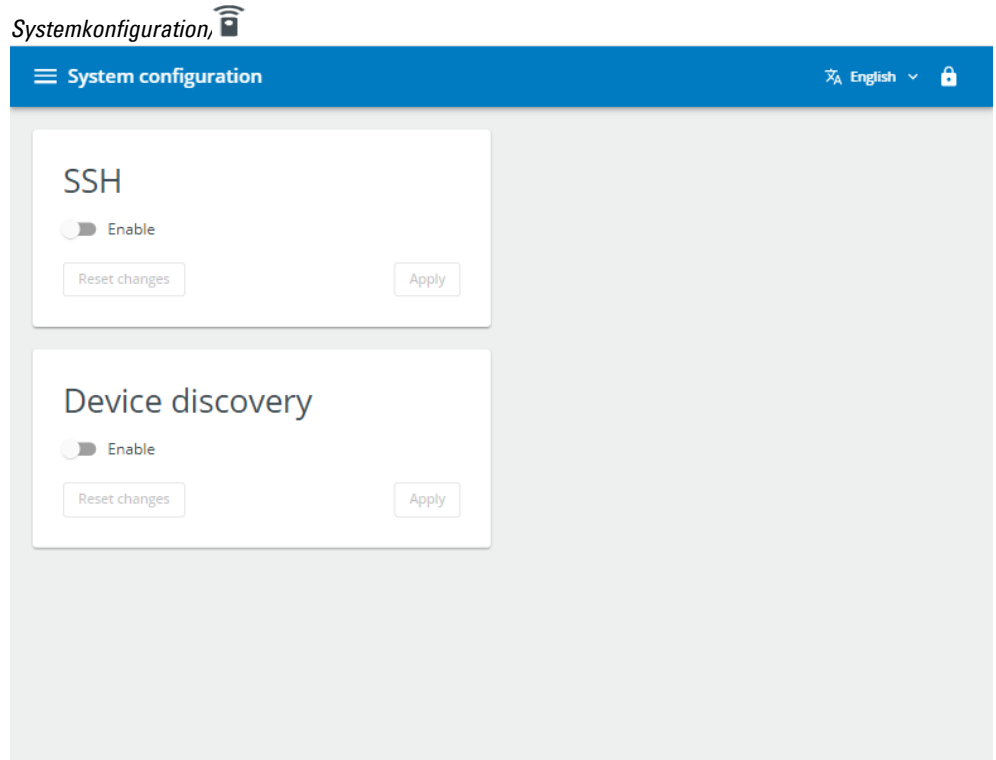 Systemkonfiguration,
System configuration
English
SSH
Enable
Reset changes
Apply
Device discovery
Enable
Reset changes
Apply